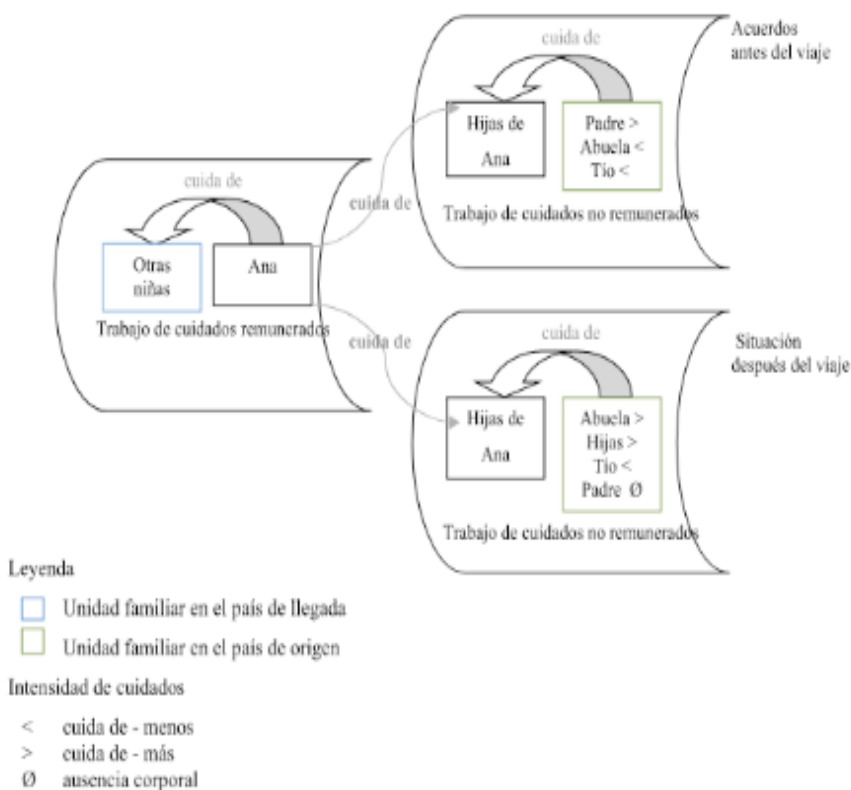 Acuerdos
antes del viaje
cuida de
Hijas de
Ana
Padre >
Abuela <
Tío <
Trabajo de cuidados no remunerados
cuida de
cuida de
Otras
niñas
Ana
Trabajo de cuidados remunerados
cuida de
Situación
después del viaje
cuida de
Hijas de
Ana
Abuela >
Hijas >
Tío <
Padre Ø
Trabajo de cuidados no remunerados
Leyenda
Unidad familiar en el país de llegada
Unidad familiar en el país de origen
Intensidad de cuidados
< cuida de - menos
> cuida de - más
Ø ausencia corporal